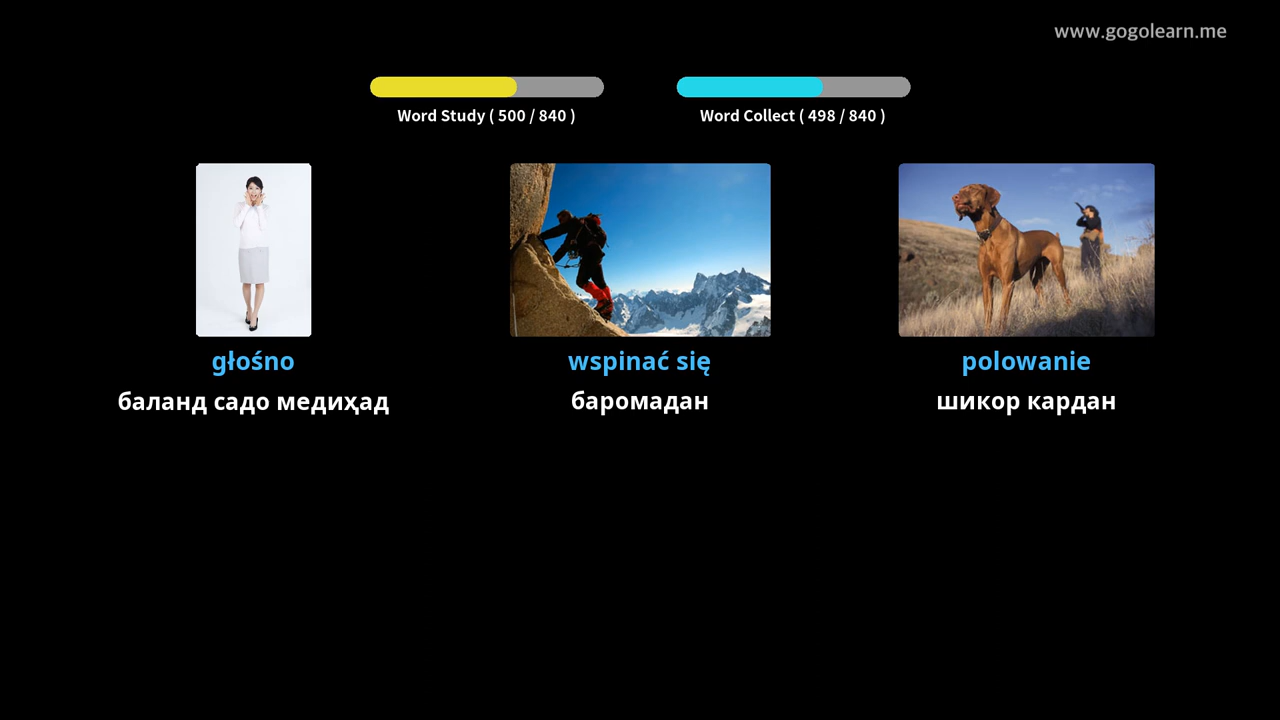 www.gogolearn.me
Word Study ( 500 / 840 )
Word Collect ( 498 / 840 )
głośno
wspinać się
polowanie
баланд садо медиҳад
баромадан
шикор кардан